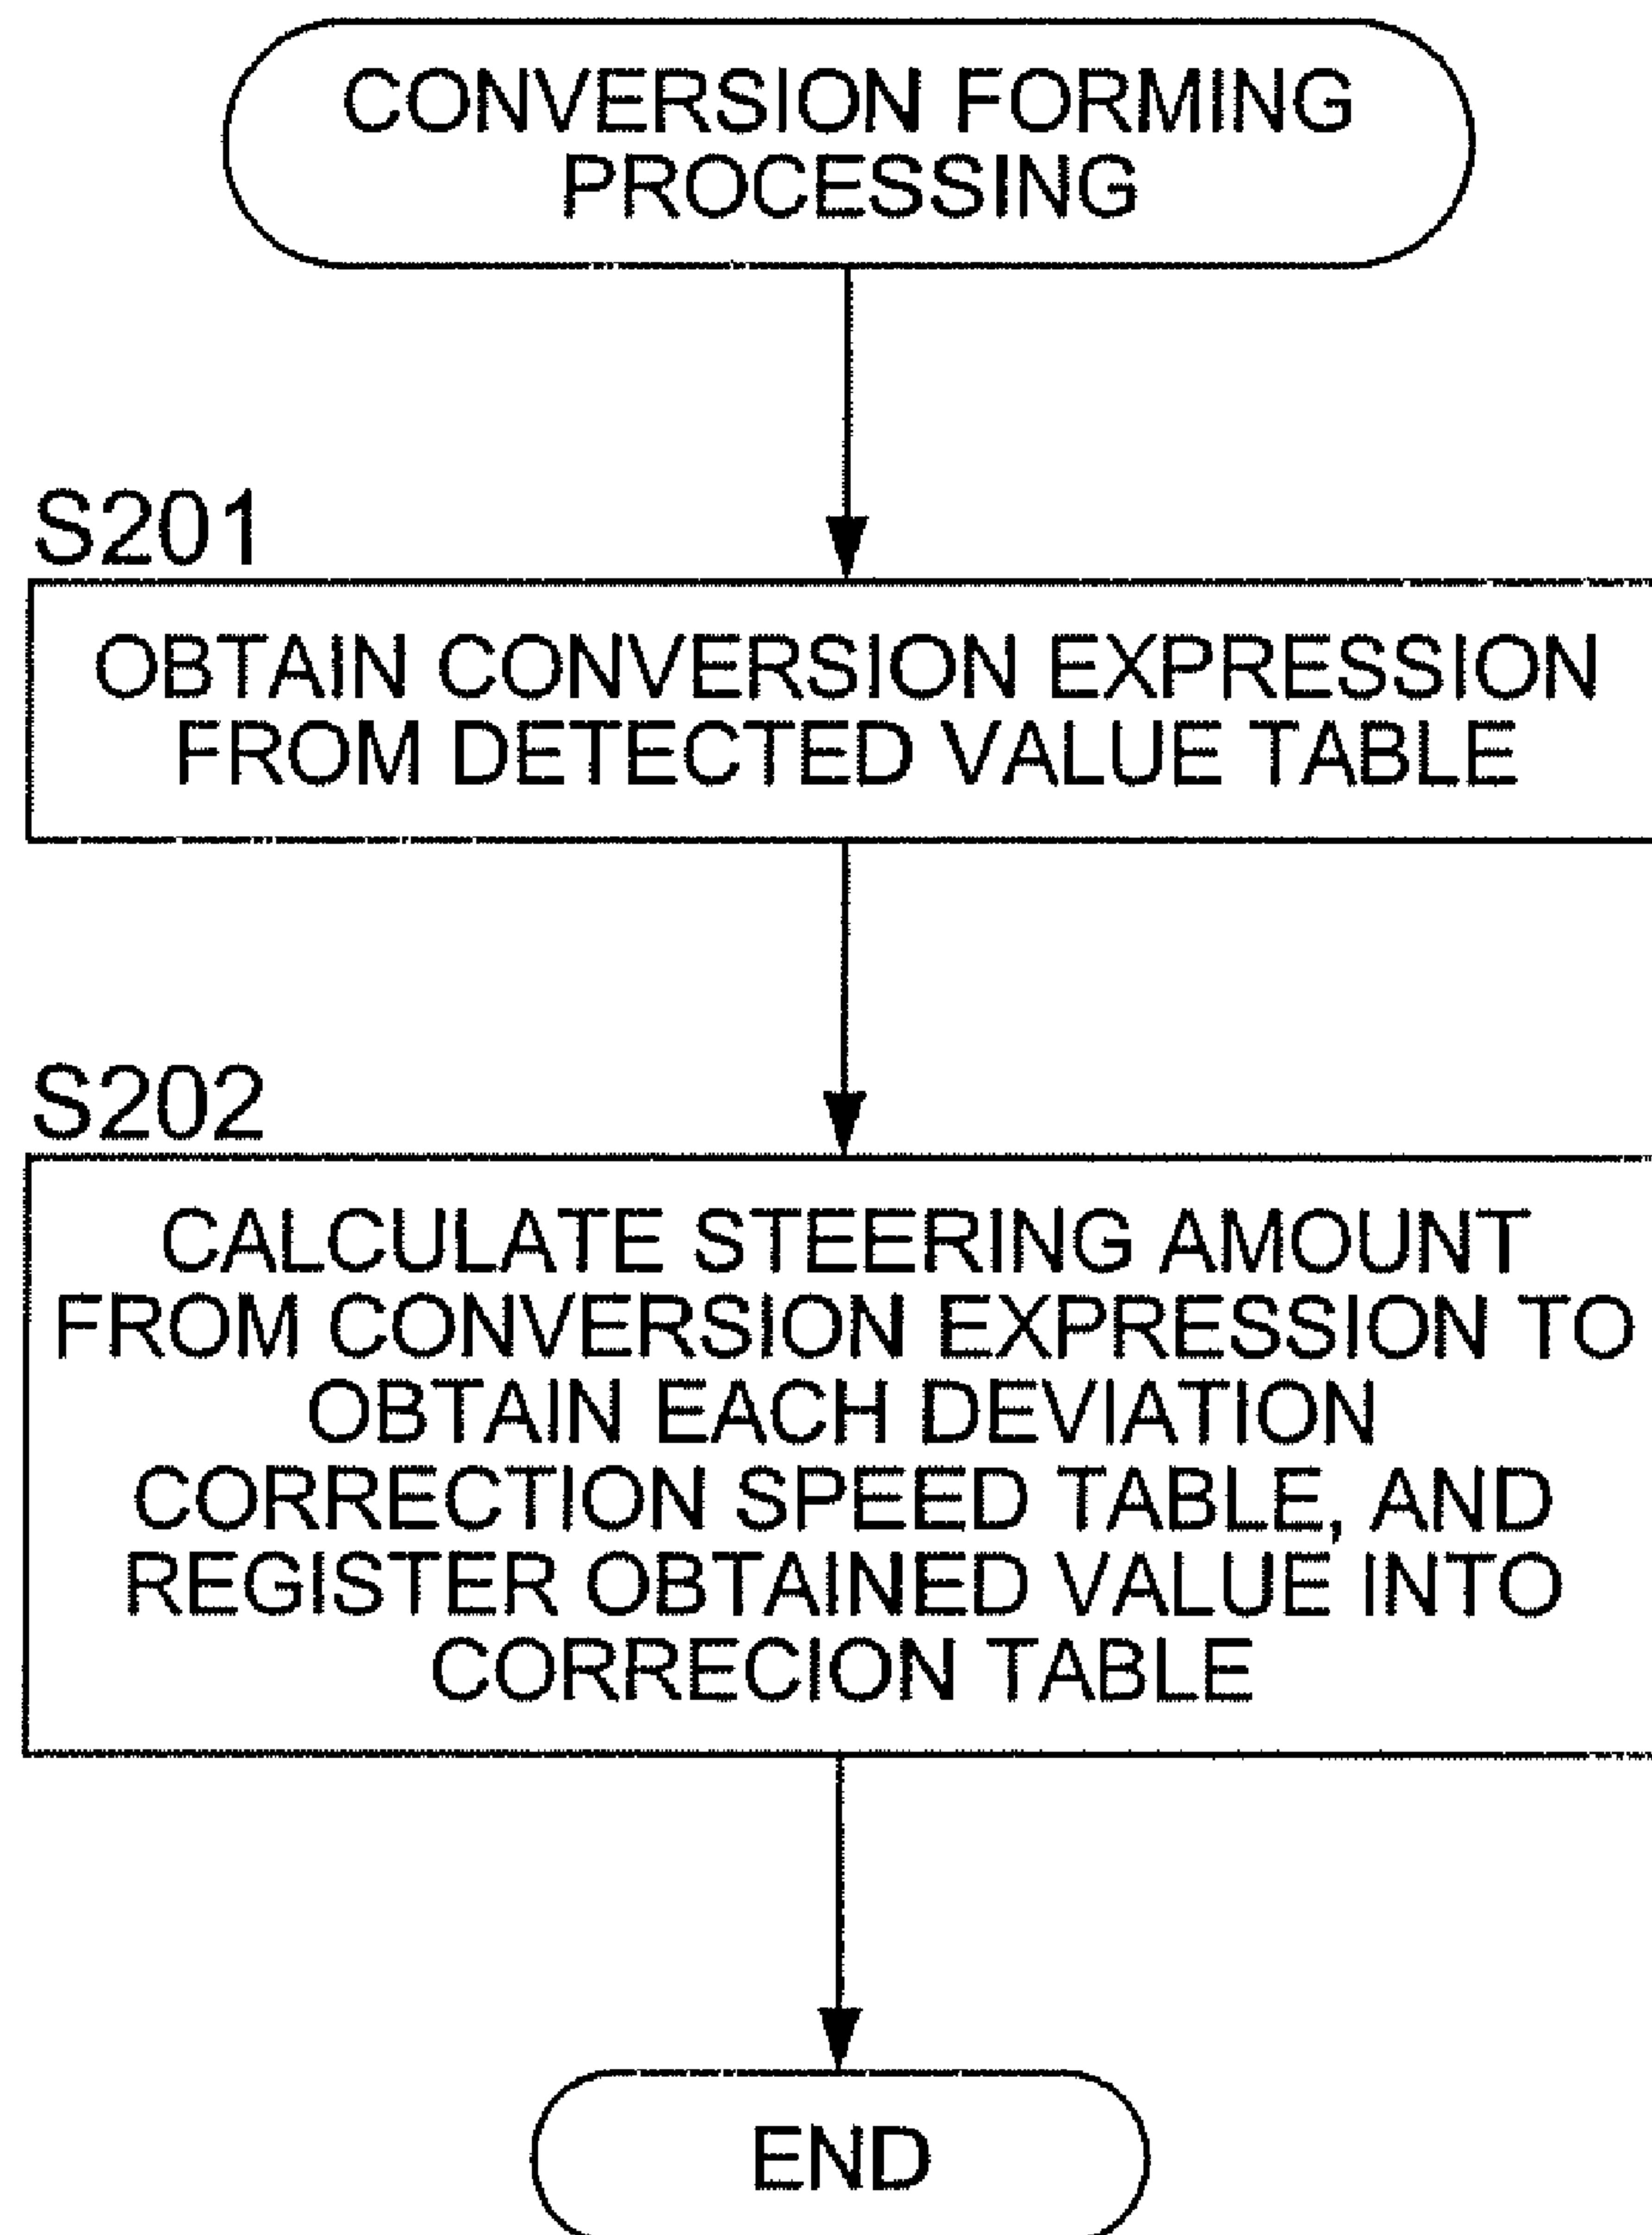 CONVERSION FORMING
PROCESSING
S201
OBTAIN CONVERSION EXPRESSION
FROM DETECTED VALUE TABLE
S202
CALCULATE STEERING AMOUNT
FROM CONVERSION EXPRESSION TO
OBTAIN EACH DEVIATION
CORRECTION SPEED TABLE, AND
REGISTER OBTAINED VALUE INTO
CORRECION TABLE
END